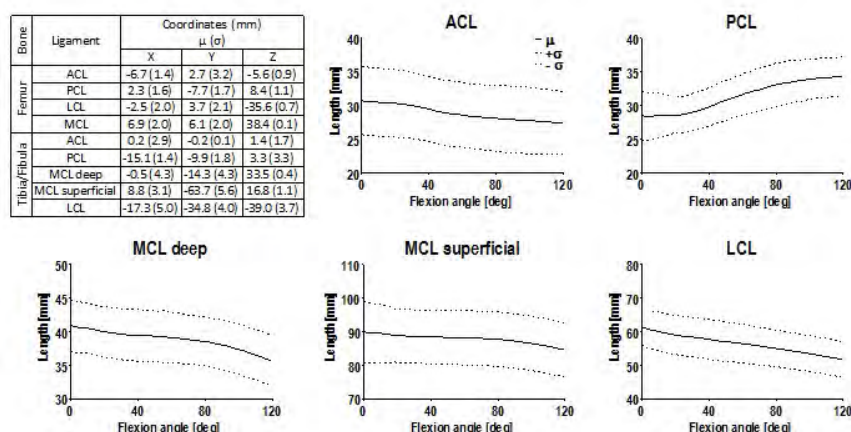 Bone Ligament Coordinates (mm)
μ (σ)
X Y Z
Femur
ACL -6.7 (1.4) 2.7 (3.2) -5.6 (0.9)
PCL 2.3 (1.6) -7.7 (1.7) 8.4 (1.1)
LCL -2.5 (2.0) 3.7 (2.1) -35.6 (0.7)
MCL 6.9 (2.0) 6.1 (2.0) 38.4 (0.1)
Tibia/Fibula
ACL 0.2 (2.9) -0.2 (0.1) 1.4 (1.7)
PCL -15.1 (1.4) -9.9 (1.8) 3.3 (3.3)
MCL deep -0.5 (4.3) -14.3 (4.3) 33.5 (0.4)
MCL superficial 8.8 (3.1) -63.7 (5.6) 16.8 (1.1)
LCL -17.3 (5.0) -34.8 (4.0) -39.0 (3.7)
ACL
μ
+σ
- σ
Length [mm]
40
35
30
25
20
0 40 80 120
Flexion angle [deg]
PCL
Length [mm]
40
35
30
25
20
0 40 80 120
Flexion angle [deg]
MCL deep
Length [mm]
50
45
40
35
30
0 40 80 120
Flexion angle [deg]
MCL superficial
Length [mm]
110
100
90
80
70
0 40 80 120
Flexion angle [deg]
LCL
Length [mm]
80
70
60
50
40
0 40 80 120
Flexion angle [deg]